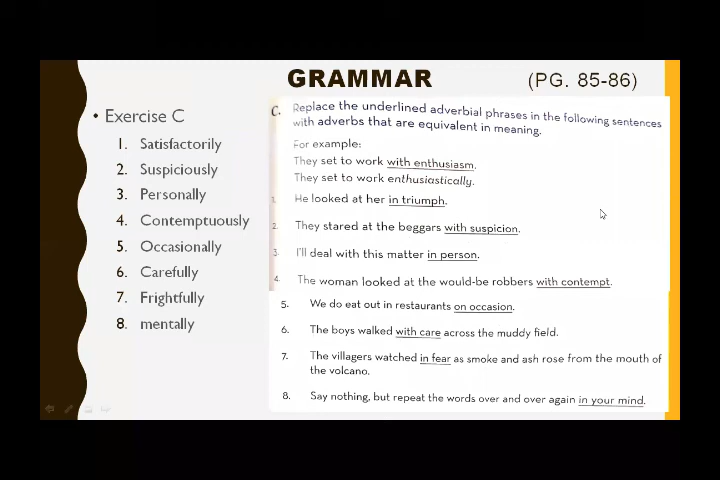 GRAMMAR (PG. 85-86)
• Exercise C
1. Satisfactorily
2. Suspiciously
3. Personally
4. Contemptuously
5. Occasionally
6. Carefully
7. Frightfully
8. mentally
C. Replace the underlined adverbial phrases in the following sentences
with adverbs that are equivalent in meaning.
For example:
They set to work with enthusiasm.
They set to work enthusiastically.
1. He looked at her in triumph.
2. They stared at the beggars with suspicion.
3. I'll deal with this matter in person.
4. The woman looked at the would-be robbers with contempt.
5. We do eat out in restaurants on occasion.
6. The boys walked with care across the muddy field.
7. The villagers watched in fear as smoke and ash rose from the mouth of
the volcano.
8. Say nothing, but repeat the words over and over again in your mind.